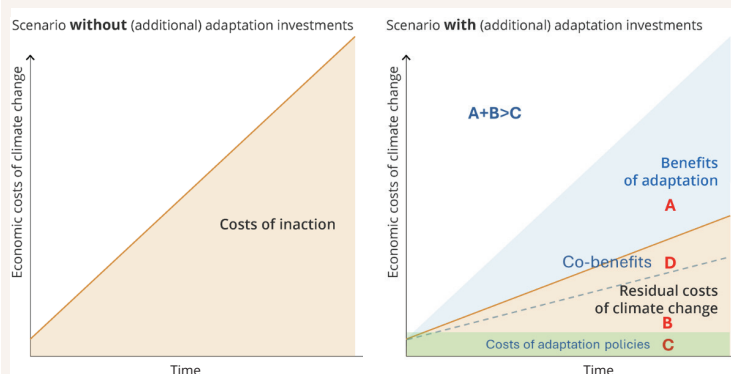 Scenario without (additional) adaptation investments
Economic costs of climate change
Costs of inaction
Time
Scenario with (additional) adaptation investments
Economic costs of climate change
A+B>C
Benefits
of adaptation
A
Co-benefits D
Residual costs
of climate change
B
Costs of adaptation policies C
Time